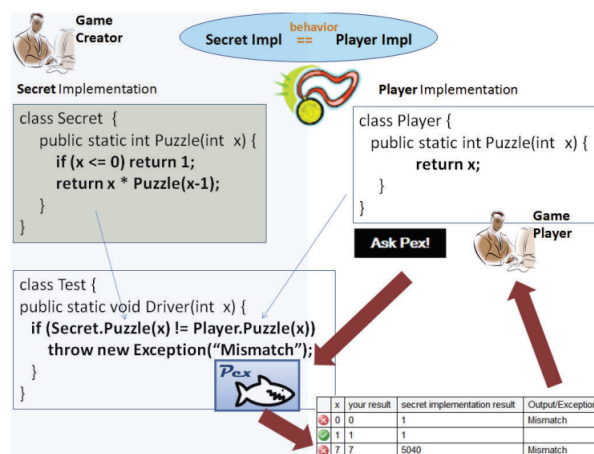 Game
Creator
behavior
Secret Impl == Player Impl
Secret Implementation
Player Implementation
class Secret {
public static int Puzzle(int x) {
if (x <= 0) return 1;
return x * Puzzle(x-1);
}
}
class Player {
public static int Puzzle(int x) {
return x;
}
}
Ask Pex!
Game
Player
class Test {
public static void Driver(int x) {
if (Secret.Puzzle(x) != Player.Puzzle(x))
throw new Exception(“Mismatch”);
}
}
Pex
x your result secret implementation result Output/Exception
0 0 1 Mismatch
1 1 1
7 7 5040 Mismatch